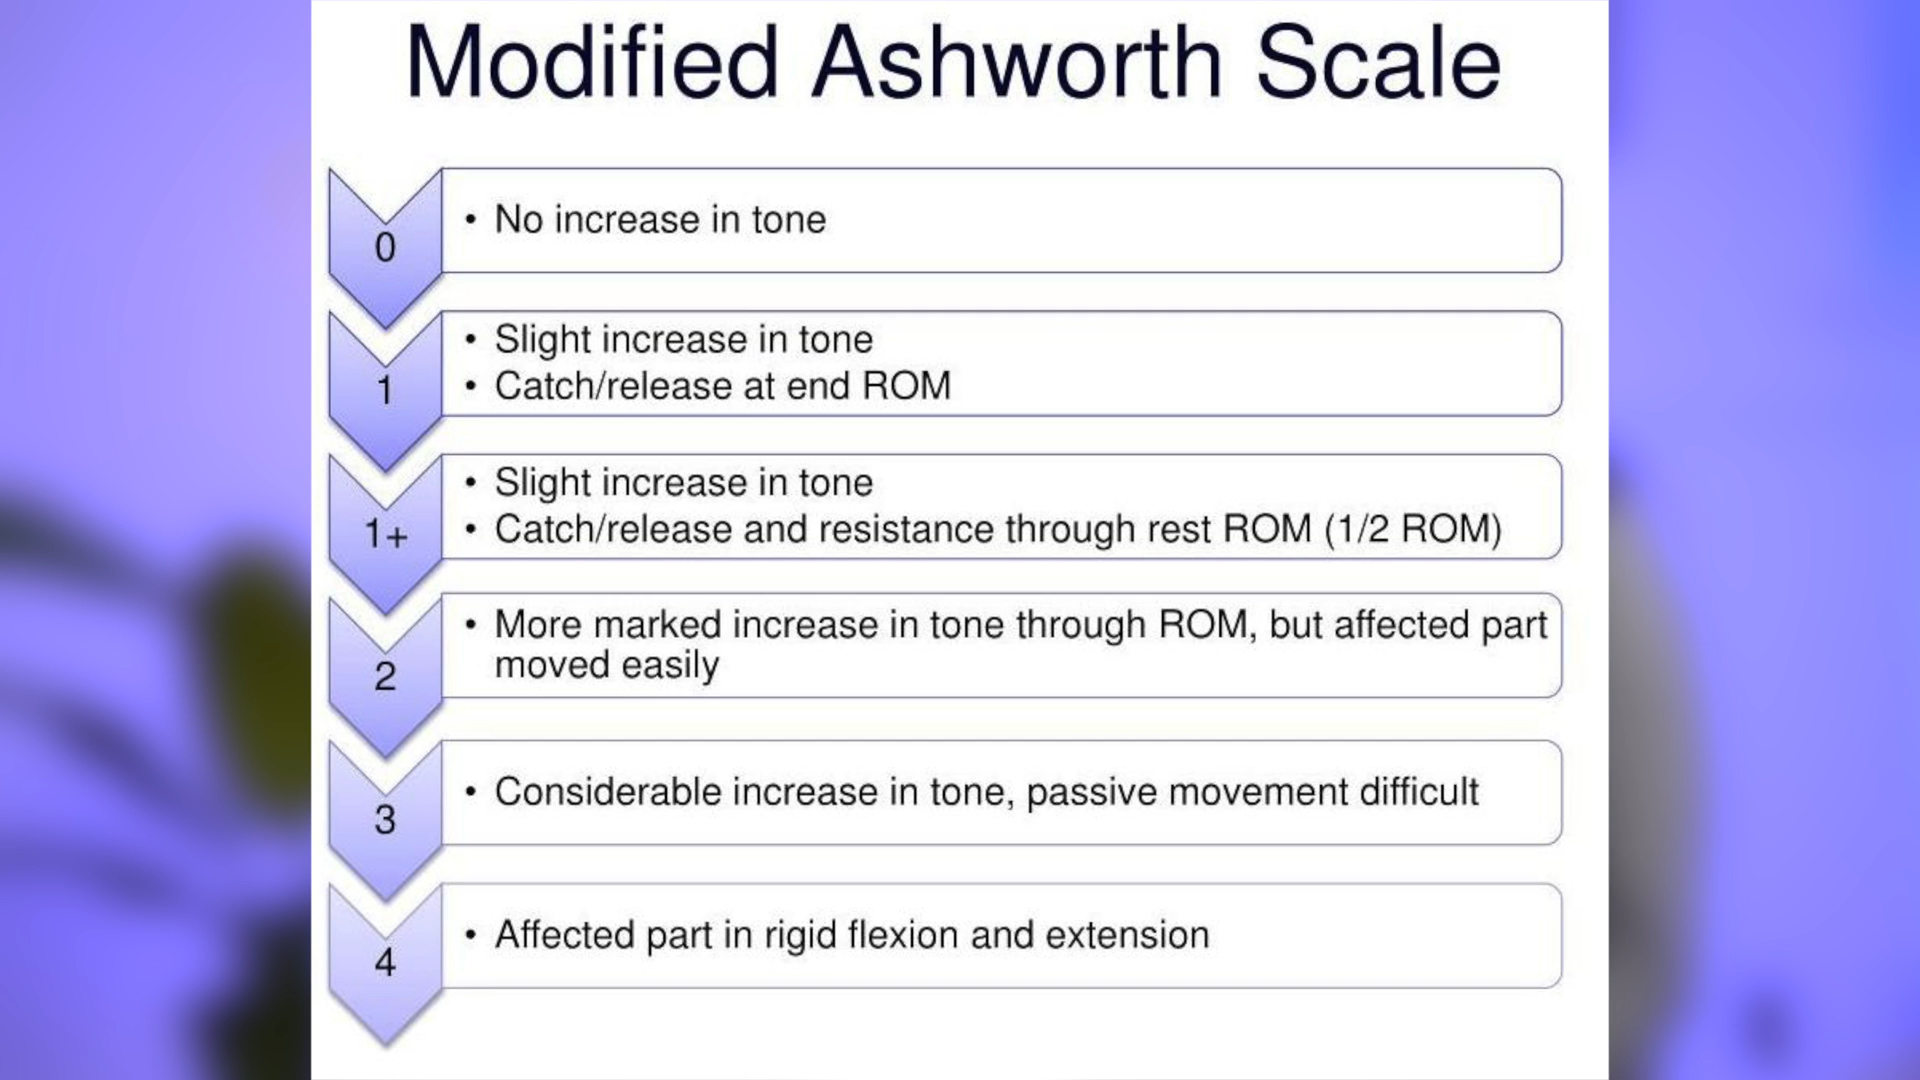 Modified Ashworth Scale
0
• No increase in tone
1
• Slight increase in tone
• Catch/release at end ROM
1+
• Slight increase in tone
• Catch/release and resistance through rest ROM (1/2 ROM)
2
• More marked increase in tone through ROM, but affected part
moved easily
3
• Considerable increase in tone, passive movement difficult
4
• Affected part in rigid flexion and extension